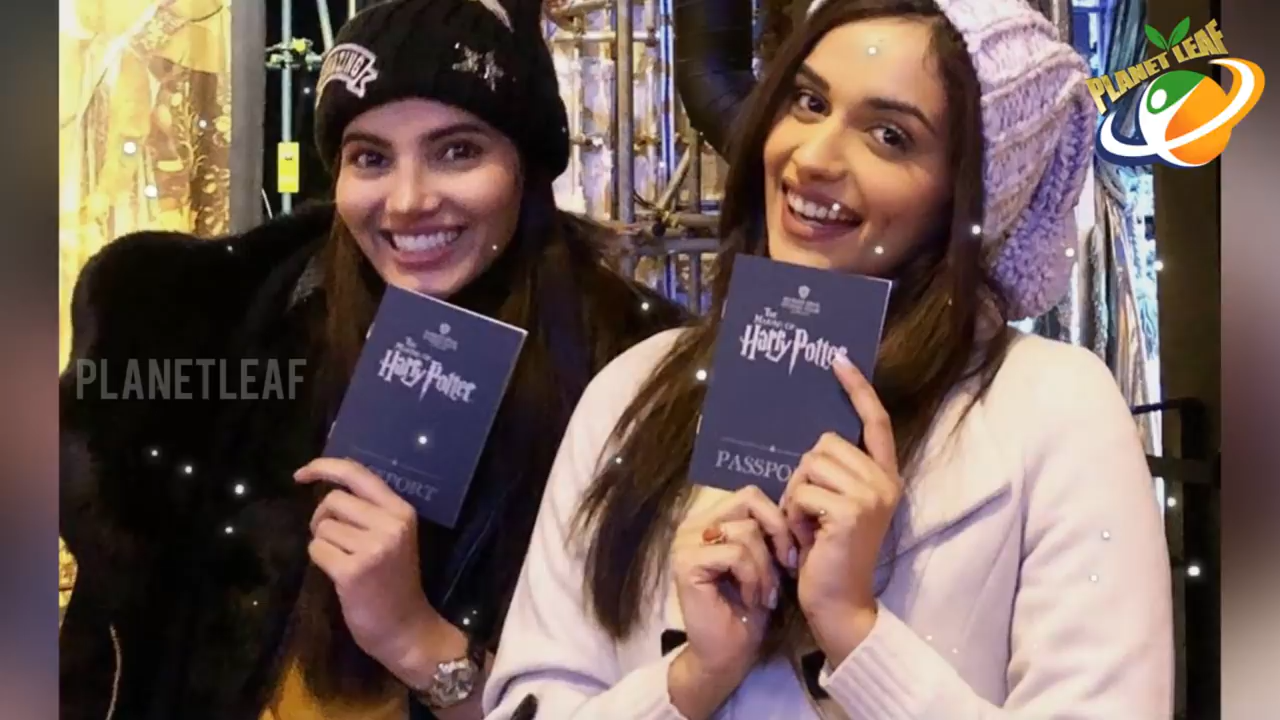 PLANET LEAF
PLANETLEAF
THE
MAKING OF
Harry Potter
PASSPORT
THE
MAKING OF
Harry Potter
PASSPO